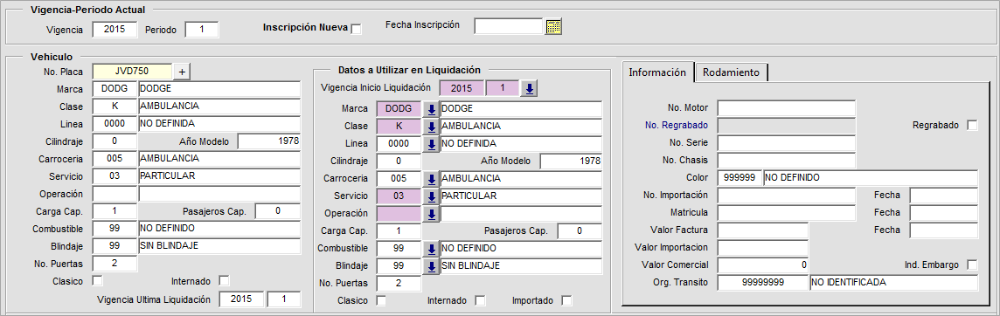 Vigencia-Periodo Actual
Vigencia 2015 Periodo 1 Inscripción Nueva Fecha Inscripción
Vehiculo
No. Placa JVD750 +
Marca DODG DODGE
Clase K AMBULANCIA
Linea 0000 NO DEFINIDA
Cilindraje 0 Año Modelo 1978
Carroceria 005 AMBULANCIA
Servicio 03 PARTICULAR
Operación
Carga Cap. 1 Pasajeros Cap. 0
Combustible 99 NO DEFINIDO
Blindaje 99 SIN BLINDAJE
No. Puertas 2
Clasico Internado
Vigencia Ultima Liquidación 2015 1
Datos a Utilizar en Liquidación
Vigencia Inicio Liquidación 2015 1
Marca DODG DODGE
Clase K AMBULANCIA
Linea 0000 NO DEFINIDA
Cilindraje 0 Año Modelo 1978
Carroceria 005 AMBULANCIA
Servicio 03 PARTICULAR
Operación
Carga Cap. 1 Pasajeros Cap. 0
Combustible 99 NO DEFINIDO
Blindaje 99 SIN BLINDAJE
No. Puertas 2
Clasico Internado Importado
Información Rodamiento
No. Motor
No. Regrabado Regrabado
No. Serie
No. Chasis
Color 999999 NO DEFINIDO
No. Importación Fecha
Matricula Fecha
Valor Factura Fecha
Valor Importacion
Valor Comercial 0 Ind. Embargo
Org. Transito 99999999 NO IDENTIFICADA